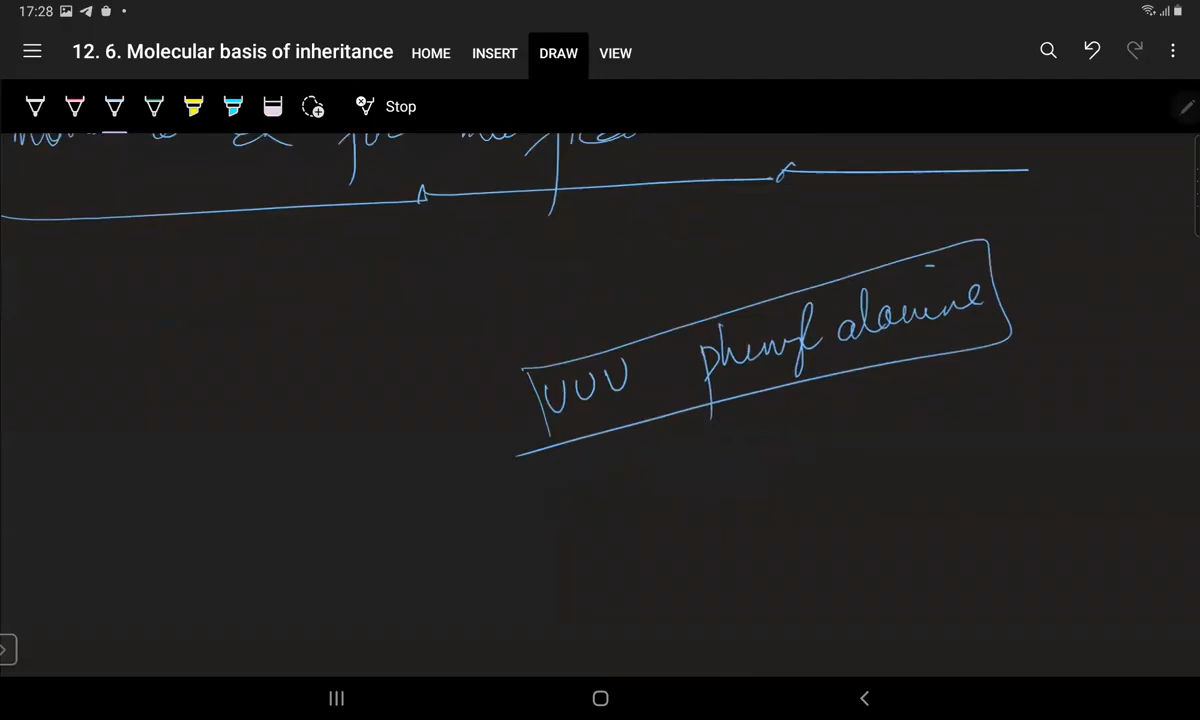 17:28
12. 6. Molecular basis of inheritance HOME INSERT DRAW VIEW
Stop
UUU phenyl alanine